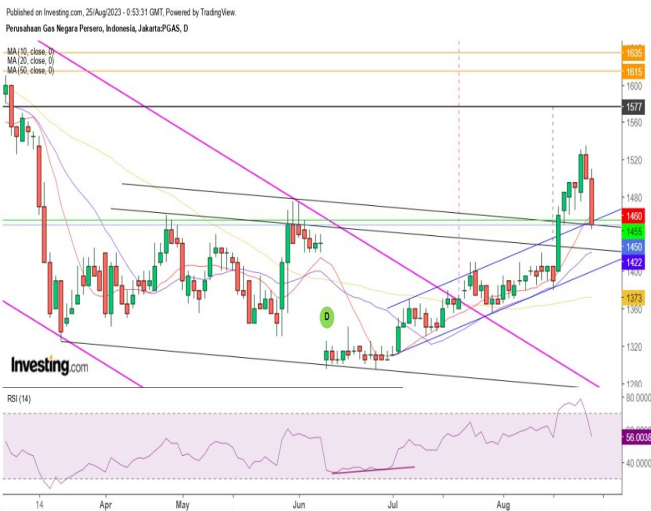 Published on Investing.com, 25/Aug/2023 - 0:53:31 GMT, Powered by TradingView.
Perusahaan Gas Negara Persero, Indonesia, Jakarta:PGAS, D
MA (10, close, 0)
MA (20, close, 0)
MA (50, close, 0)
1635
1615
1600
1577
1560
1520
1480
1460
1455
1450
1422
1400
1373
1360
1320
1280
D
Investing.com
RSI (14)
80.0000
56.0038
40.0000
14
Apr
May
Jun
Jul
Aug